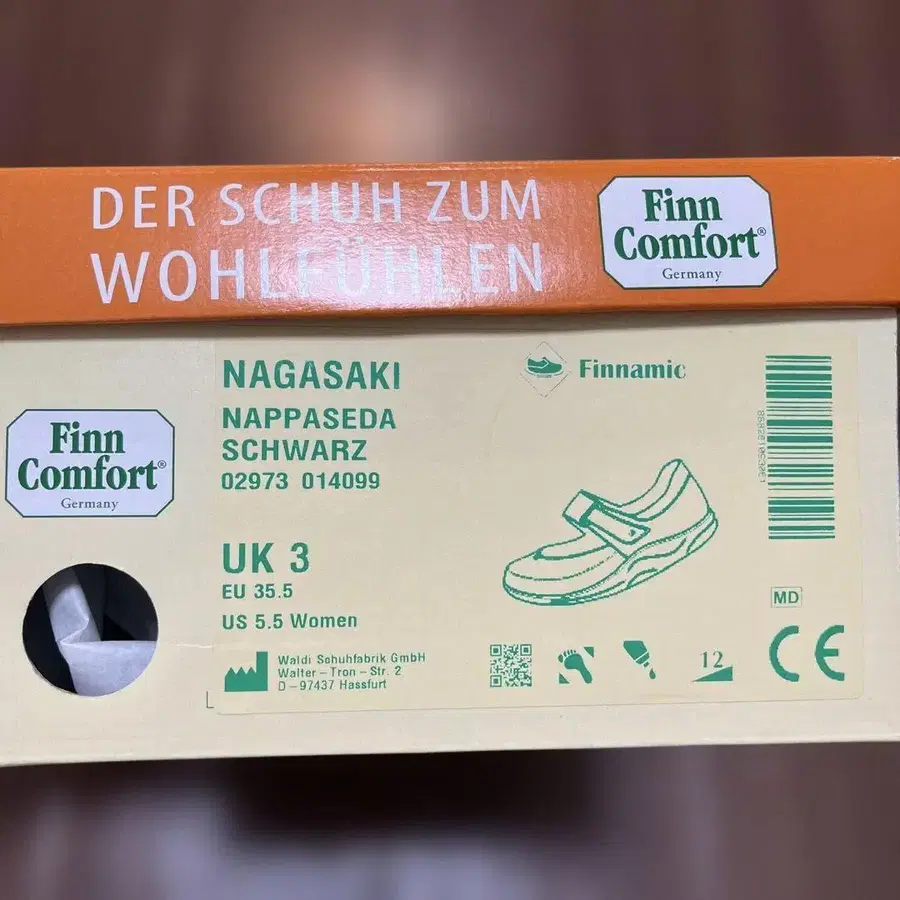 DER SCHUH ZUM
WOHLFÜHLEN
Finn
Comfort®
Germany
Finn
Comfort®
Germany
NAGASAKI
NAPPASEDA
SCHWARZ
02973 014099
UK 3
EU 35.5
US 5.5 Women
Waldi Schuhfabrik GmbH
Walter-Tron-Str. 2
D-97437 Hassfurt
Finnamic
MD
12
CE